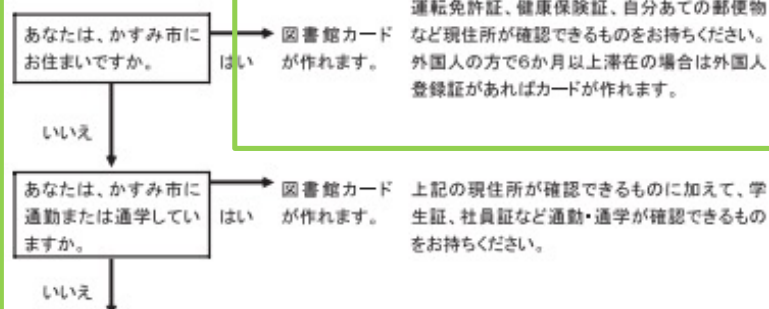 運転免許証、健康保険証、自分あての郵便物
あなたは、かすみ市に
図書館カード
など現住所が確認できるものをお持ちください。
お住まいですか。
はい
が作れます。
外国人の方で6か月以上滞在の場合は外国人
登録証があればカードが作れます。
いいえ
あなたは、かすみ市に
図書館カード
上記の現住所が確認できるものに加えて、学
通勤または通学してい
はい
が作れます。
生証、社員証など通勤・通学が確認できるもの
ますか。
をお持ちください。
いいえ